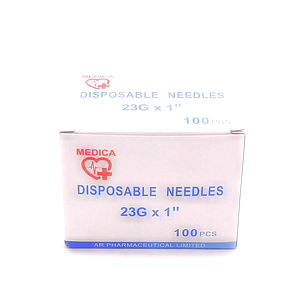 MEDICA
DISPOSABLE NEEDLES
23G x 1"
100 PCS
MEDICA
DISPOSABLE NEEDLES
23G x 1"
100 PCS
AR PHARMACEUTICAL LIMITED